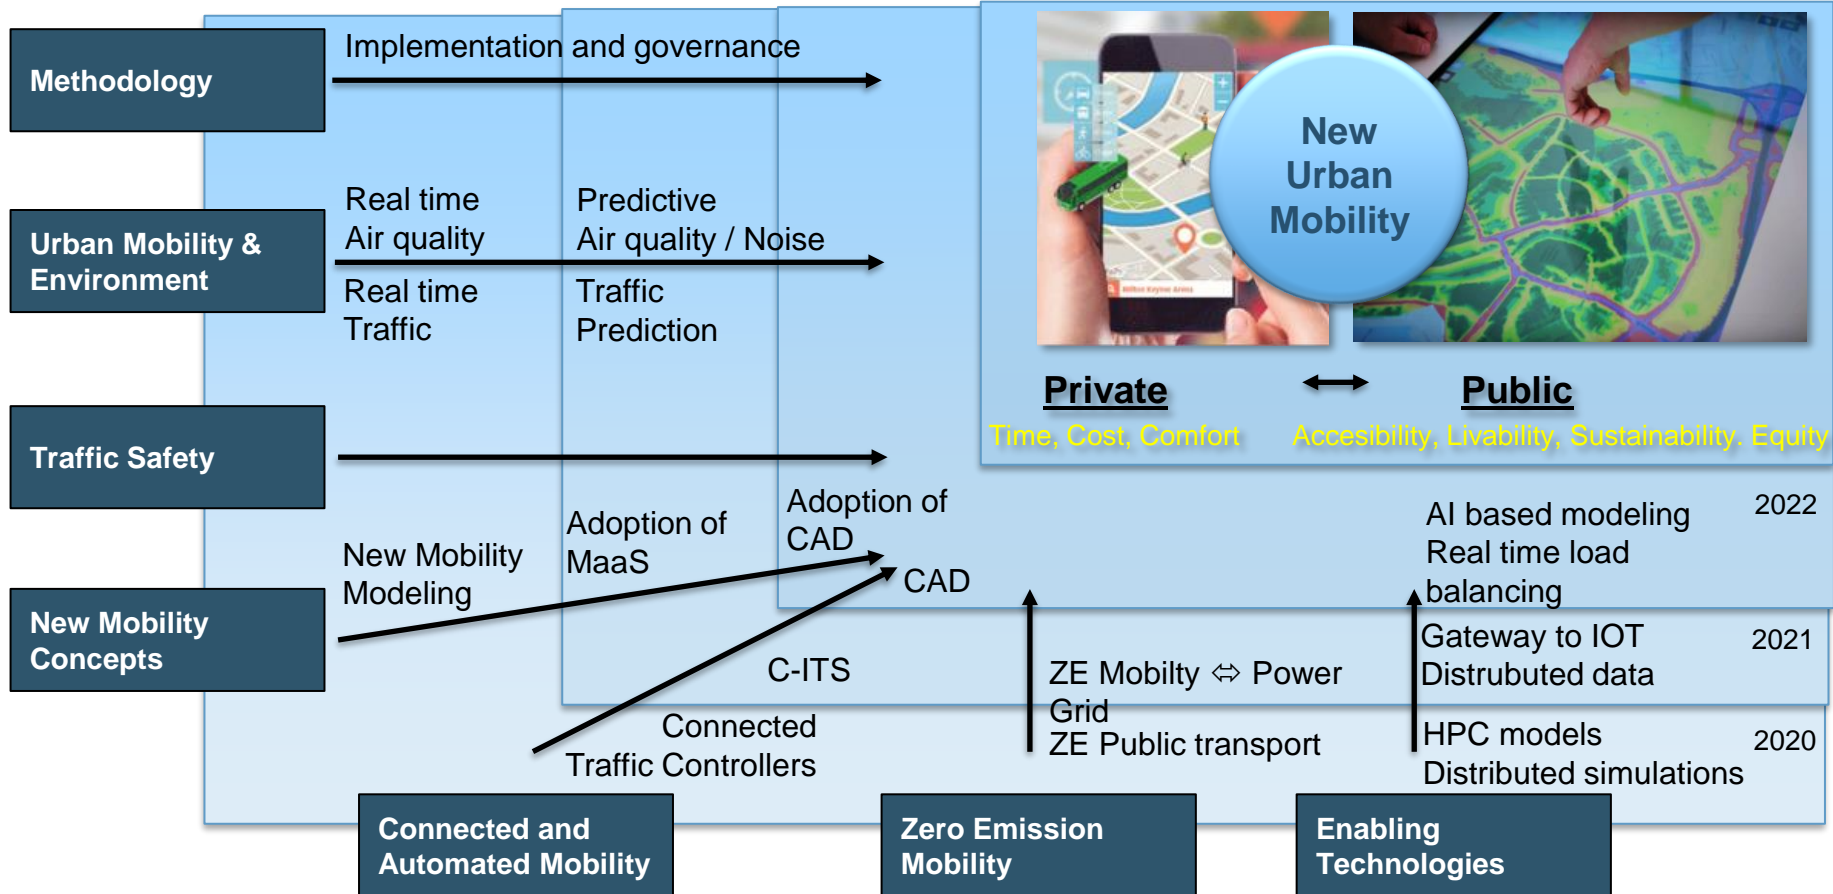 Methodology
Implementation and governance
New
Urban
Mobility
Urban Mobility &
Environment
Real time
Air quality
Predictive
Air quality / Noise
Real time
Traffic
Traffic
Prediction
Milton Keynes Arena
Private
Public
Time, Cost, Comfort
Accesibility, Livability, Sustainability. Equity
Traffic Safety
New Mobility
Concepts
New Mobility
Modeling
Adoption of
MaaS
Adoption of
CAD
CAD
C-ITS
Connected
Traffic Controllers
ZE Mobilty ⇔ Power
Grid
ZE Public transport
AI based modeling
Real time load
balancing
2022
Gateway to IOT
Distrubuted data
2021
HPC models
Distributed simulations
2020
Connected and
Automated Mobility
Zero Emission
Mobility
Enabling
Technologies